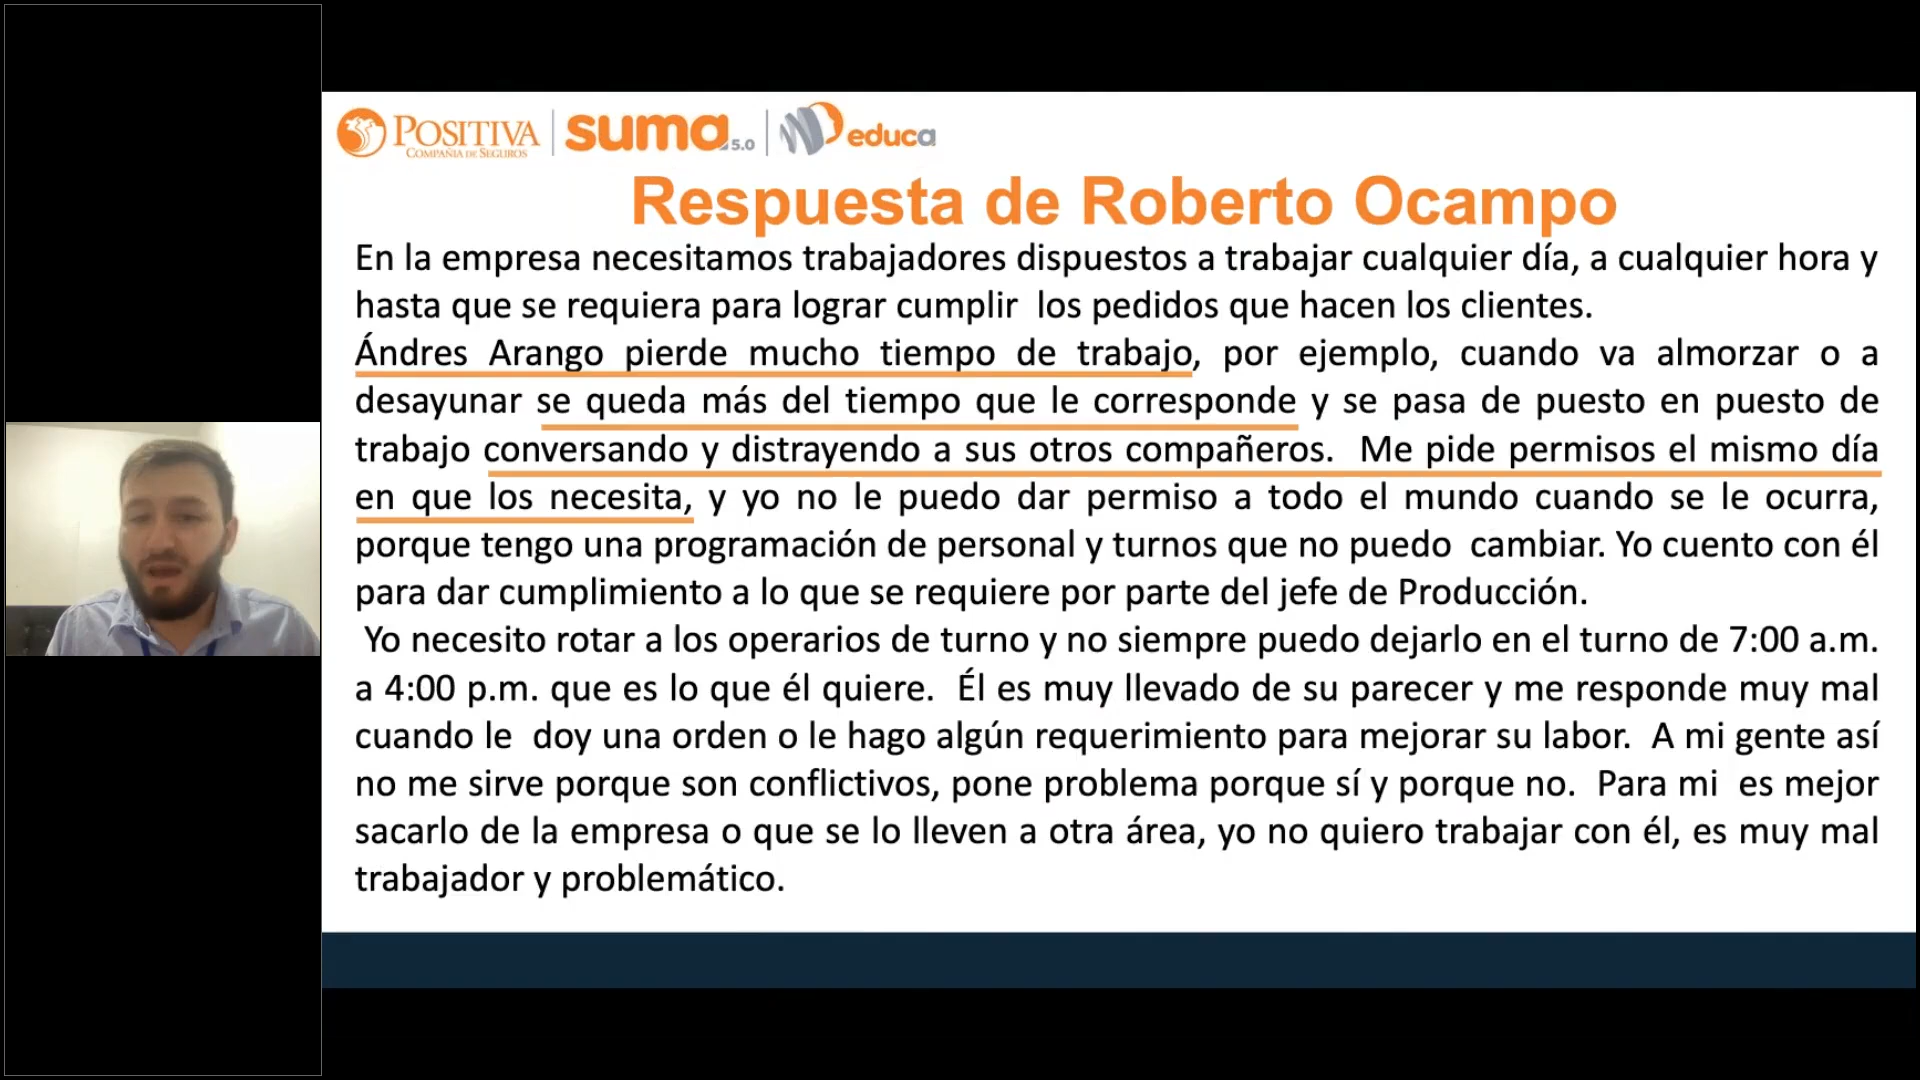 POSITIVA
COMPAÑIA DE SEGUROS
suma 5.0
educa
Respuesta de Roberto Ocampo
En la empresa necesitamos trabajadores dispuestos a trabajar cualquier día, a cualquier hora y
hasta que se requiera para lograr cumplir los pedidos que hacen los clientes.
Ándres Arango pierde mucho tiempo de trabajo, por ejemplo, cuando va almorzar o a
desayunar se queda más del tiempo que le corresponde y se pasa de puesto en puesto de
trabajo conversando y distrayendo a sus otros compañeros. Me pide permisos el mismo día
en que los necesita, y yo no le puedo dar permiso a todo el mundo cuando se le ocurra,
porque tengo una programación de personal y turnos que no puedo cambiar. Yo cuento con él
para dar cumplimiento a lo que se requiere por parte del jefe de Producción.
Yo necesito rotar a los operarios de turno y no siempre puedo dejarlo en el turno de 7:00 a.m.
a 4:00 p.m. que es lo que él quiere. Él es muy llevado de su parecer y me responde muy mal
cuando le doy una orden o le hago algún requerimiento para mejorar su labor. A mi gente así
no me sirve porque son conflictivos, pone problema porque sí y porque no. Para mi es mejor
sacarlo de la empresa o que se lo lleven a otra área, yo no quiero trabajar con él, es muy mal
trabajador y problemático.